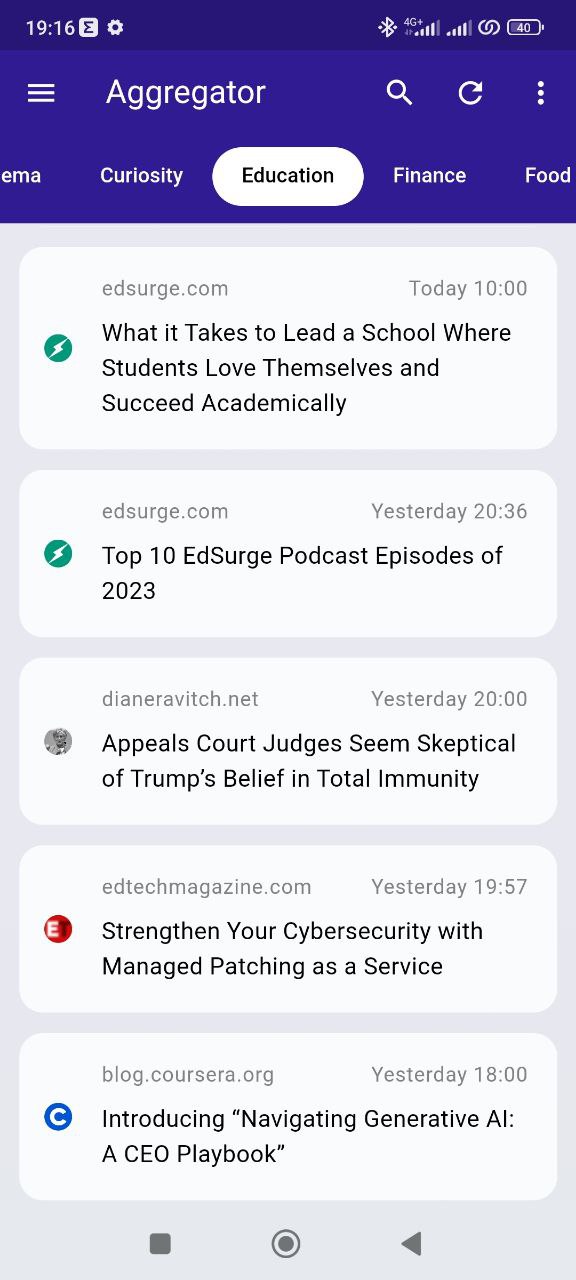 19:16
4G+
40
Aggregator
ema Curiosity Education Finance Food
edsurge.com Today 10:00
What it Takes to Lead a School Where
Students Love Themselves and
Succeed Academically
edsurge.com Yesterday 20:36
Top 10 EdSurge Podcast Episodes of
2023
dianeravitch.net Yesterday 20:00
Appeals Court Judges Seem Skeptical
of Trump’s Belief in Total Immunity
edtechmagazine.com Yesterday 19:57
ET
Strengthen Your Cybersecurity with
Managed Patching as a Service
blog.coursera.org Yesterday 18:00
Introducing “Navigating Generative AI:
A CEO Playbook”